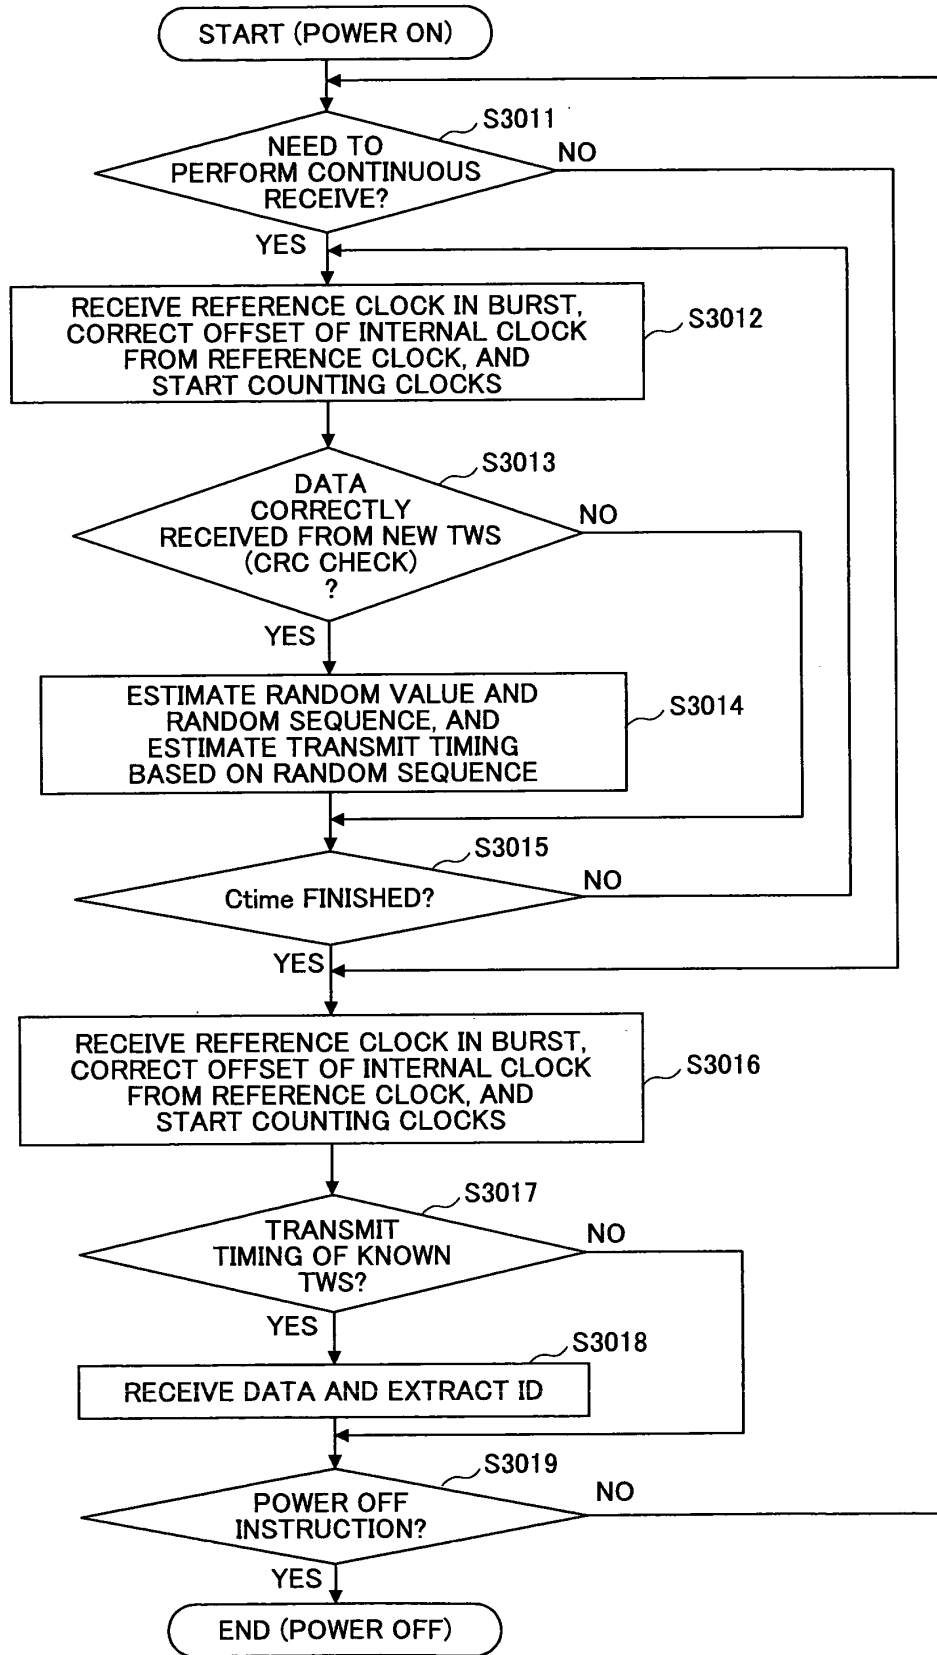 START (POWER ON)
S3011
NEED TO
PERFORM CONTINUOUS
RECEIVE?
NO
YES
RECEIVE REFERENCE CLOCK IN BURST,
CORRECT OFFSET OF INTERNAL CLOCK
FROM REFERENCE CLOCK, AND
START COUNTING CLOCKS
S3012
S3013
DATA
CORRECTLY
RECEIVED FROM NEW TWS
(CRC CHECK)
?
NO
YES
ESTIMATE RANDOM VALUE AND
RANDOM SEQUENCE, AND
ESTIMATE TRANSMIT TIMING
BASED ON RANDOM SEQUENCE
S3014
S3015
Ctime FINISHED?
NO
YES
RECEIVE REFERENCE CLOCK IN BURST,
CORRECT OFFSET OF INTERNAL CLOCK
FROM REFERENCE CLOCK, AND
START COUNTING CLOCKS
S3016
S3017
TRANSMIT
TIMING OF KNOWN
TWS?
NO
YES
S3018
RECEIVE DATA AND EXTRACT ID
S3019
POWER OFF
INSTRUCTION?
NO
YES
END (POWER OFF)